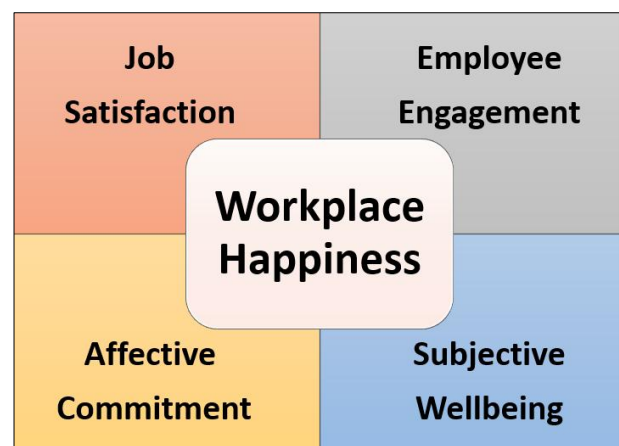 Job
Satisfaction
Employee
Engagement
Workplace
Happiness
Affective
Commitment
Subjective
Wellbeing